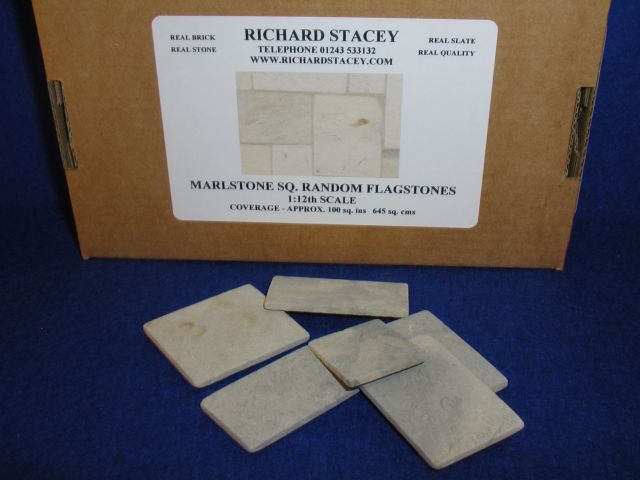 REAL BRICK
REAL STONE
RICHARD STACEY
TELEPHONE 01243 533132
WWW.RICHARDSTACEY.COM
REAL SLATE
REAL QUALITY
MARLSTONE SQ. RANDOM FLAGSTONES
1:12th SCALE
COVERAGE - APPROX. 100 sq. ins 645 sq. cms